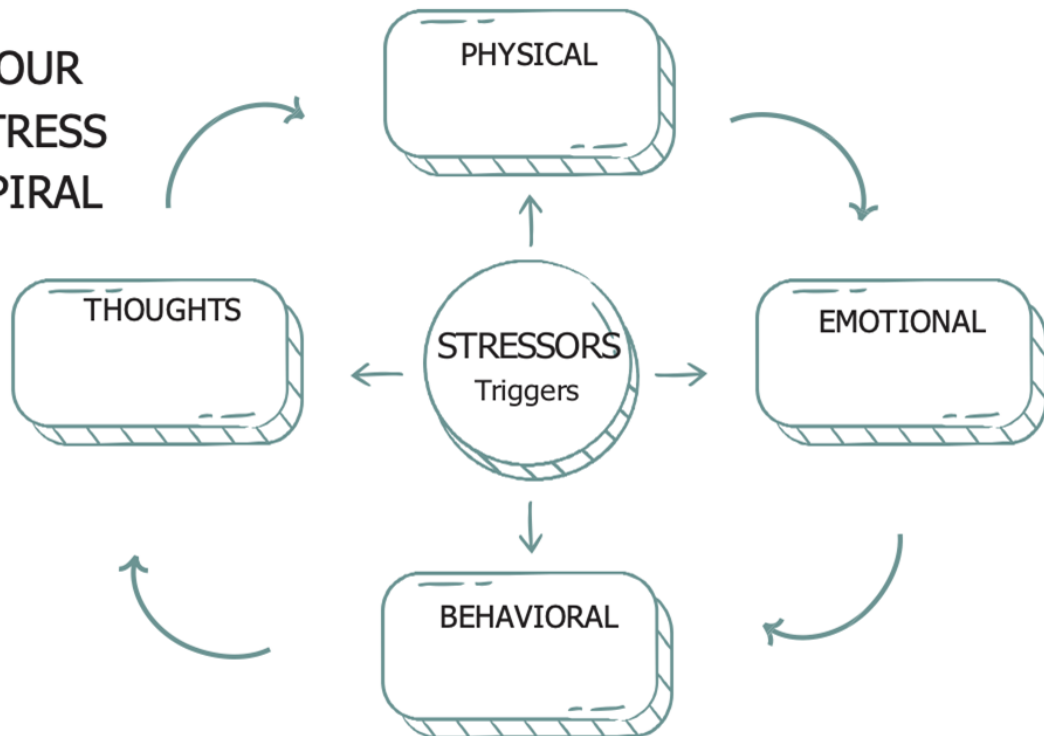 OUR
TRESS
PIRAL
PHYSICAL
THOUGHTS
STRESSORS
Triggers
EMOTIONAL
BEHAVIORAL